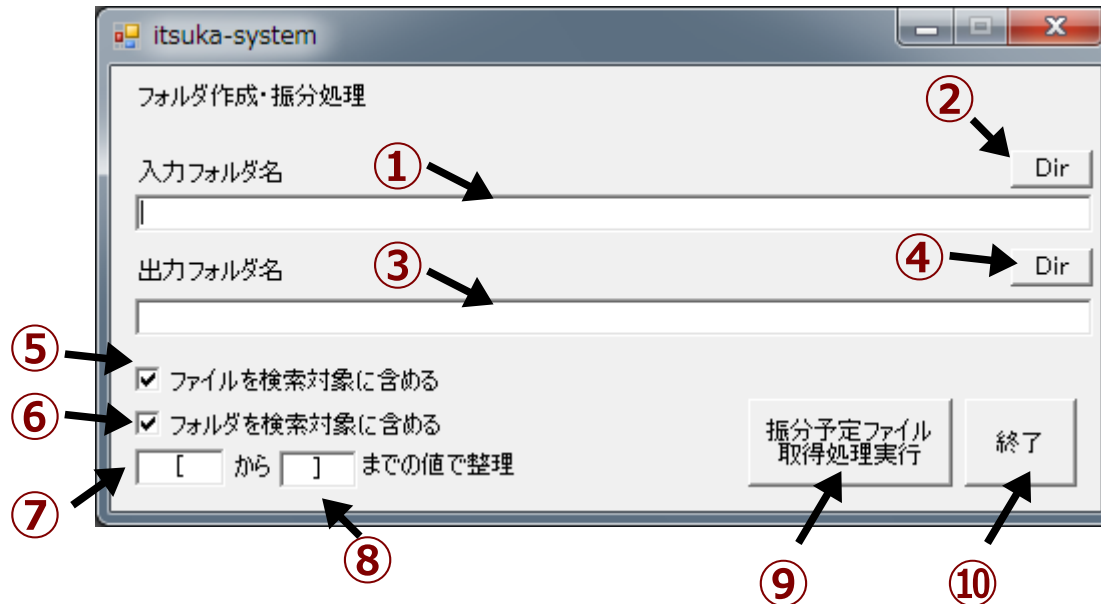 itsuka-system
フォルダ作成・振分処理
②
入力フォルダ名
①
Dir
出力フォルダ名
③
④
Dir
⑤
ファイルを検索対象に含める
⑥
フォルダを検索対象に含める
[ から ] までの値で整理
振分予定ファイル
取得処理実行
終了
⑦
⑧
⑨
⑩